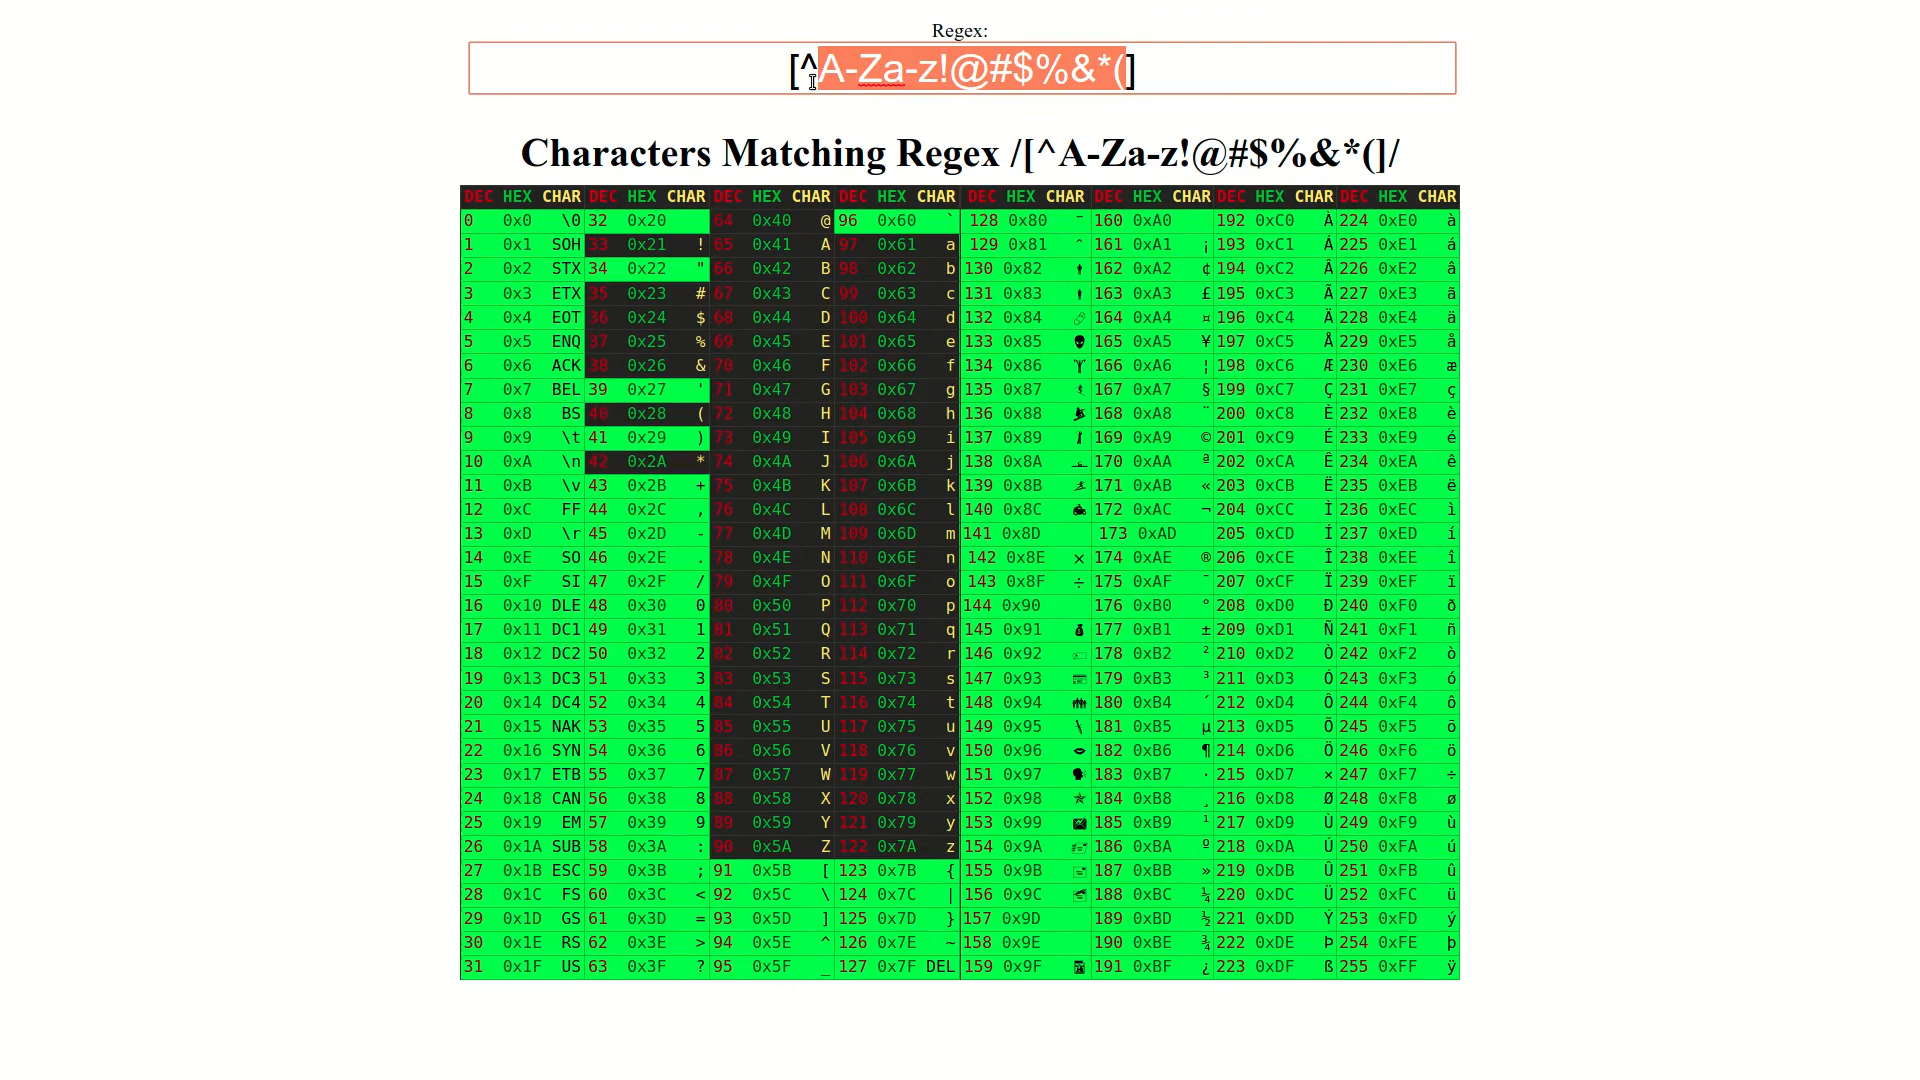 Regex:
[^A-Za-z!@#$%&*(]
Characters Matching Regex /[^A-Za-z!@#$%&*(]/
DEC HEX CHAR DEC HEX CHAR DEC HEX CHAR DEC HEX CHAR DEC HEX CHAR DEC HEX CHAR DEC HEX CHAR DEC HEX CHAR
0 0x0 \0 32 0x20 64 0x40 @ 96 0x60 ` 128 0x80 160 0xA0 192 0xC0 À 224 0xE0 à
1 0x1 SOH 33 0x21 ! 65 0x41 A 97 0x61 a 129 0x81 161 0xA1 ¡ 193 0xC1 Á 225 0xE1 á
2 0x2 STX 34 0x22 " 66 0x42 B 98 0x62 b 130 0x82 162 0xA2 ¢ 194 0xC2 Â 226 0xE2 â
3 0x3 ETX 35 0x23 # 67 0x43 C 99 0x63 c 131 0x83 163 0xA3 £ 195 0xC3 Ã 227 0xE3 ã
4 0x4 EOT 36 0x24 $ 68 0x44 D 100 0x64 d 132 0x84 164 0xA4 ¤ 196 0xC4 Ä 228 0xE4 ä
5 0x5 ENQ 37 0x25 % 69 0x45 E 101 0x65 e 133 0x85 165 0xA5 ¥ 197 0xC5 Å 229 0xE5 å
6 0x6 ACK 38 0x26 & 70 0x46 F 102 0x66 f 134 0x86 166 0xA6 ¦ 198 0xC6 Æ 230 0xE6 æ
7 0x7 BEL 39 0x27 ' 71 0x47 G 103 0x67 g 135 0x87 167 0xA7 § 199 0xC7 Ç 231 0xE7 ç
8 0x8 BS 40 0x28 ( 72 0x48 H 104 0x68 h 136 0x88 168 0xA8 ¨ 200 0xC8 È 232 0xE8 è
9 0x9 \t 41 0x29 ) 73 0x49 I 105 0x69 i 137 0x89 169 0xA9 © 201 0xC9 É 233 0xE9 é
10 0xA \n 42 0x2A * 74 0x4A J 106 0x6A j 138 0x8A 170 0xAA ª 202 0xCA Ê 234 0xEA ê
11 0xB \v 43 0x2B + 75 0x4B K 107 0x6B k 139 0x8B 171 0xAB « 203 0xCB Ë 235 0xEB ë
12 0xC FF 44 0x2C , 76 0x4C L 108 0x6C l 140 0x8C 172 0xAC ¬ 204 0xCC Ì 236 0xEC ì
13 0xD \r 45 0x2D - 77 0x4D M 109 0x6D m 141 0x8D 173 0xAD 205 0xCD Í 237 0xED í
14 0xE SO 46 0x2E . 78 0x4E N 110 0x6E n 142 0x8E × 174 0xAE ® 206 0xCE Î 238 0xEE î
15 0xF SI 47 0x2F / 79 0x4F O 111 0x6F o 143 0x8F ÷ 175 0xAF ¯ 207 0xCF Ï 239 0xEF ï
16 0x10 DLE 48 0x30 0 80 0x50 P 112 0x70 p 144 0x90 176 0xB0 ° 208 0xD0 Ð 240 0xF0 ð
17 0x11 DC1 49 0x31 1 81 0x51 Q 113 0x71 q 145 0x91 177 0xB1 ± 209 0xD1 Ñ 241 0xF1 ñ
18 0x12 DC2 50 0x32 2 82 0x52 R 114 0x72 r 146 0x92 178 0xB2 ² 210 0xD2 Ò 242 0xF2 ò
19 0x13 DC3 51 0x33 3 83 0x53 S 115 0x73 s 147 0x93 179 0xB3 ³ 211 0xD3 Ó 243 0xF3 ó
20 0x14 DC4 52 0x34 4 84 0x54 T 116 0x74 t 148 0x94 180 0xB4 ´ 212 0xD4 Ô 244 0xF4 ô
21 0x15 NAK 53 0x35 5 85 0x55 U 117 0x75 u 149 0x95 181 0xB5 µ 213 0xD5 Õ 245 0xF5 õ
22 0x16 SYN 54 0x36 6 86 0x56 V 118 0x76 v 150 0x96 182 0xB6 ¶ 214 0xD6 Ö 246 0xF6 ö
23 0x17 ETB 55 0x37 7 87 0x57 W 119 0x77 w 151 0x97 183 0xB7 · 215 0xD7 × 247 0xF7 ÷
24 0x18 CAN 56 0x38 8 88 0x58 X 120 0x78 x 152 0x98 184 0xB8 ¸ 216 0xD8 Ø 248 0xF8 ø
25 0x19 EM 57 0x39 9 89 0x59 Y 121 0x79 y 153 0x99 185 0xB9 ¹ 217 0xD9 Ù 249 0xF9 ù
26 0x1A SUB 58 0x3A : 90 0x5A Z 122 0x7A z 154 0x9A 186 0xBA º 218 0xDA Ú 250 0xFA ú
27 0x1B ESC 59 0x3B ; 91 0x5B [ 123 0x7B { 155 0x9B 187 0xBB » 219 0xDB Û 251 0xFB û
28 0x1C FS 60 0x3C < 92 0x5C \ 124 0x7C | 156 0x9C 188 0xBC ¼ 220 0xDC Ü 252 0xFC ü
29 0x1D GS 61 0x3D = 93 0x5D ] 125 0x7D } 157 0x9D 189 0xBD ½ 221 0xDD Ý 253 0xFD ý
30 0x1E RS 62 0x3E > 94 0x5E ^ 126 0x7E ~ 158 0x9E 190 0xBE ¾ 222 0xDE Þ 254 0xFE þ
31 0x1F US 63 0x3F ? 95 0x5F _ 127 0x7F DEL 159 0x9F 191 0xBF ¿ 223 0xDF ß 255 0xFF ÿ